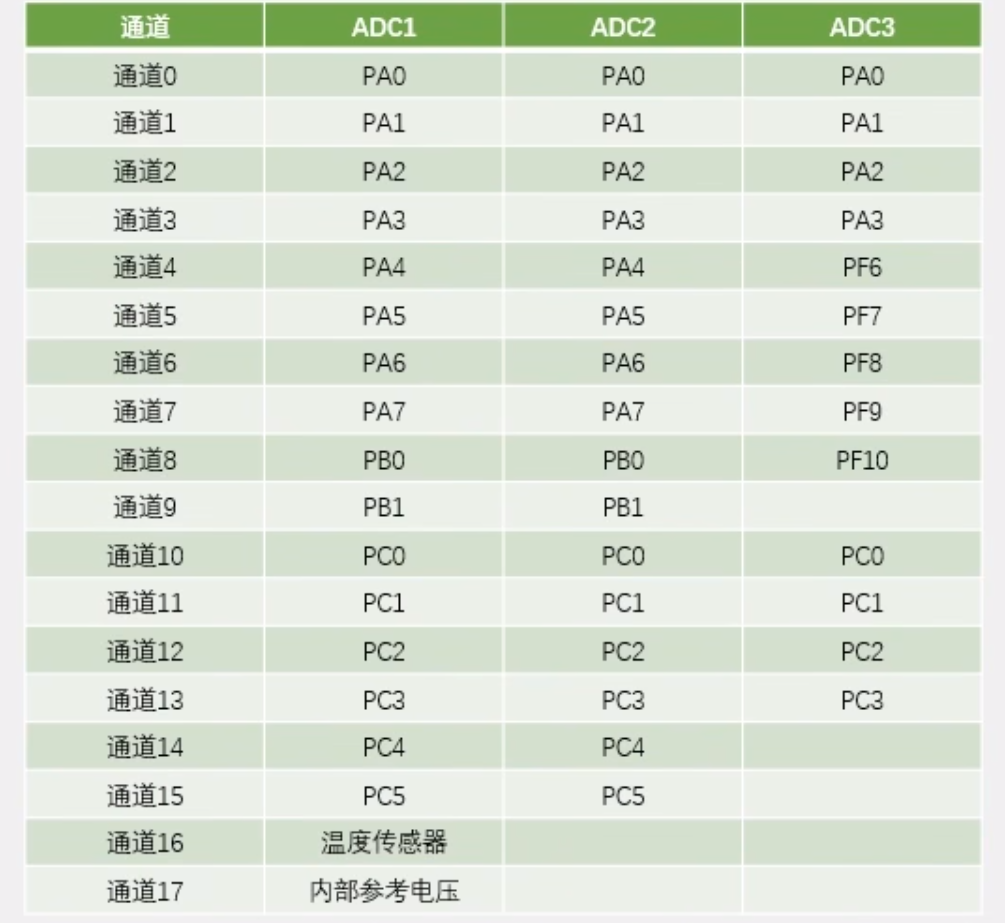 通道 ADC1 ADC2 ADC3
通道0 PA0 PA0 PA0
通道1 PA1 PA1 PA1
通道2 PA2 PA2 PA2
通道3 PA3 PA3 PA3
通道4 PA4 PA4 PF6
通道5 PA5 PA5 PF7
通道6 PA6 PA6 PF8
通道7 PA7 PA7 PF9
通道8 PB0 PB0 PF10
通道9 PB1 PB1
通道10 PC0 PC0 PC0
通道11 PC1 PC1 PC1
通道12 PC2 PC2 PC2
通道13 PC3 PC3 PC3
通道14 PC4 PC4
通道15 PC5 PC5
通道16 温度传感器
通道17 内部参考电压